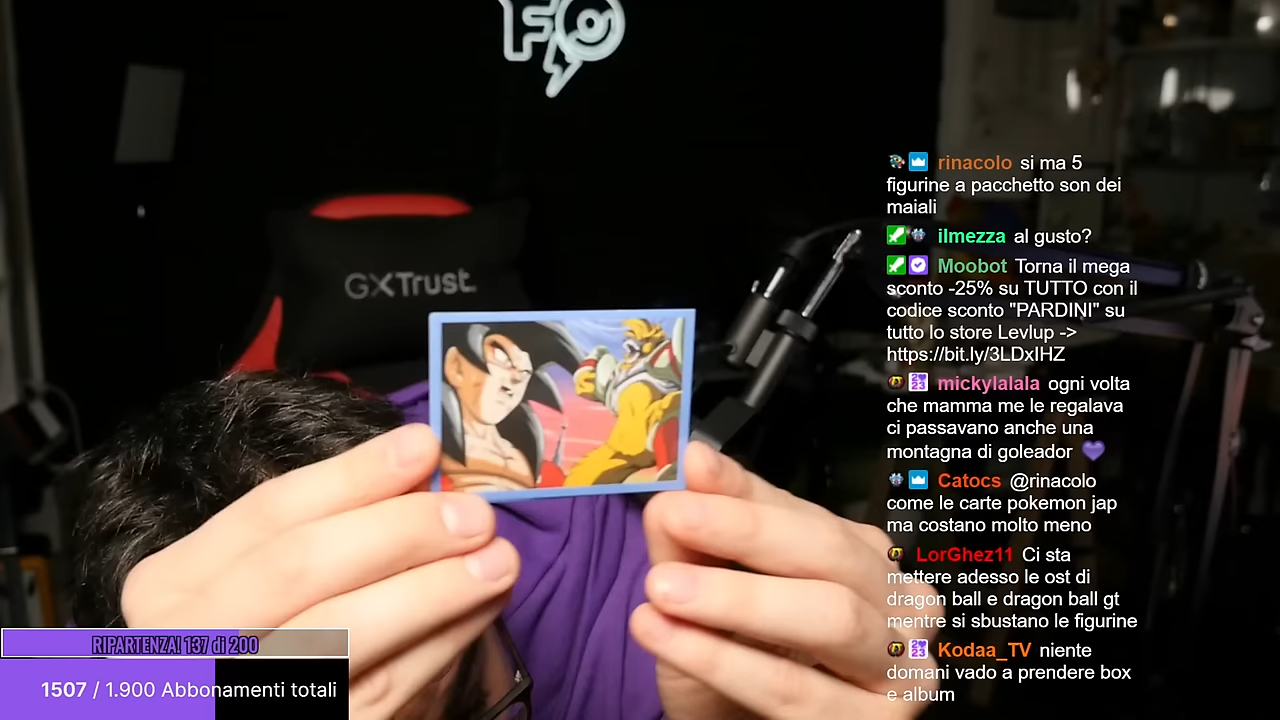 FO
GXTrust.
rinacolo si ma 5
figurine a pacchetto son dei
maiali
ilmezza al gusto?
Moobot Torna il mega
sconto -25% su TUTTO con il
codice sconto "PARDINI" su
tutto lo store Levlup ->
https://bit.ly/3LDxIHZ
mickylalala ogni volta
che mamma me le regalava
ci passavano anche una
montagna di goleador
Catocs @rinacolo
come le carte pokemon jap
ma costano molto meno
LorGhez11 Ci sta
mettere adesso le ost di
dragon ball e dragon ball gt
mentre si sbustano le figurine
Kodaa_TV niente
domani vado a prendere box
e album
RIPARTENZA! 137 di 200
1507 / 1.900 Abbonamenti totali